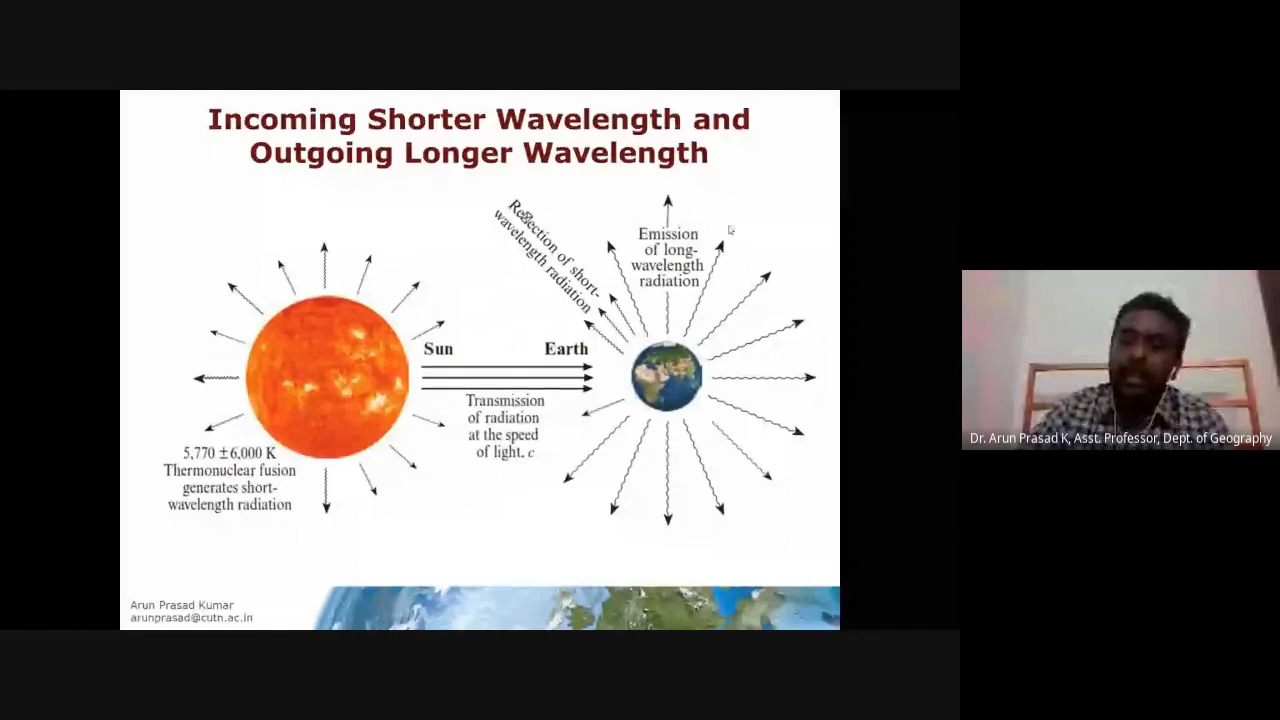 Incoming Shorter Wavelength and
Outgoing Longer Wavelength
Reflection of short-
wavelength radiation
Emission
of long-
wavelength
radiation
Sun
Earth
Transmission
of radiation
at the speed
of light, c
5,770 ±6,000 K
Thermonuclear fusion
generates short-
wavelength radiation
Arun Prasad Kumar
arunprasad@cutn.ac.in
Dr. Arun Prasad K, Asst. Professor, Dept. of Geography